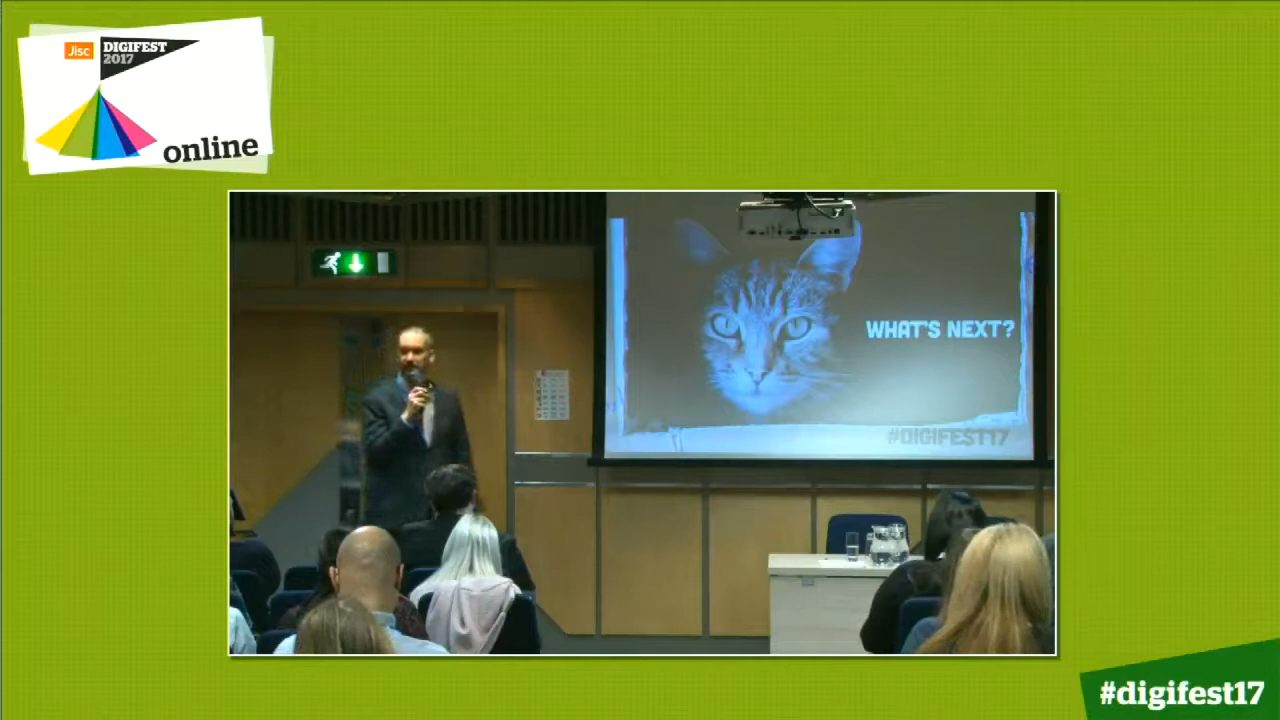 Jisc
DIGIFEST
2017
online
WHAT'S NEXT?
#DIGIFEST17
#digifest17